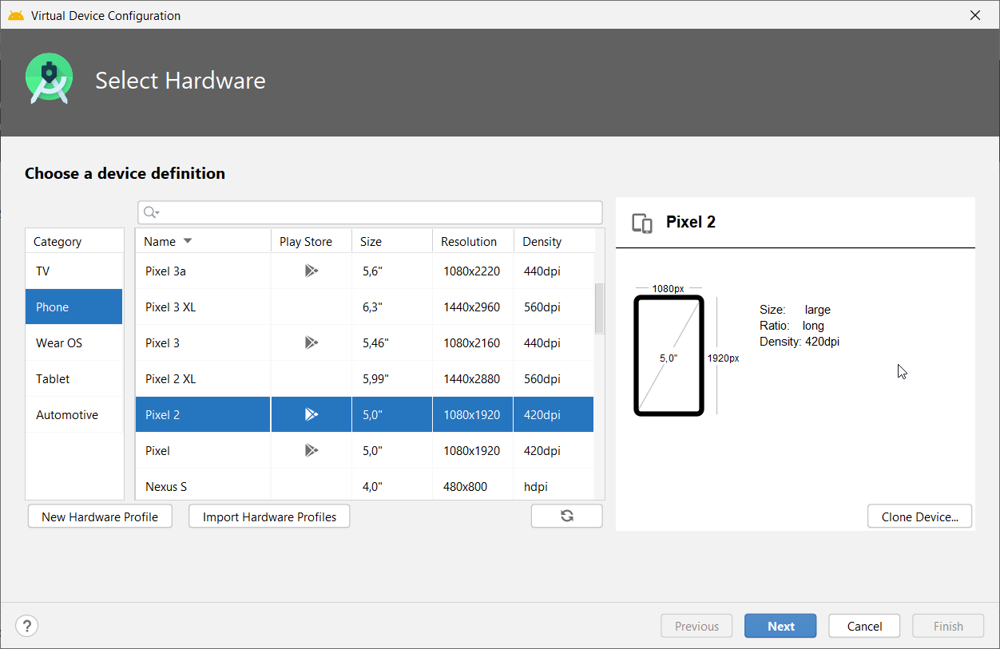 Virtual Device Configuration
Select Hardware
Choose a device definition
Category
TV
Phone
Wear OS
Tablet
Automotive
Name Play Store Size Resolution Density
Pixel 3a 5,6" 1080x2220 440dpi
Pixel 3 XL 6,3" 1440x2960 560dpi
Pixel 3 5,46" 1080x2160 440dpi
Pixel 2 XL 5,99" 1440x2880 560dpi
Pixel 2 5,0" 1080x1920 420dpi
Pixel 5,0" 1080x1920 420dpi
Nexus S 4,0" 480x800 hdpi
New Hardware Profile Import Hardware Profiles
Pixel 2
1080px
5,0"
1920px
Size: large
Ratio: long
Density: 420dpi
Clone Device...
? Previous Next Cancel Finish